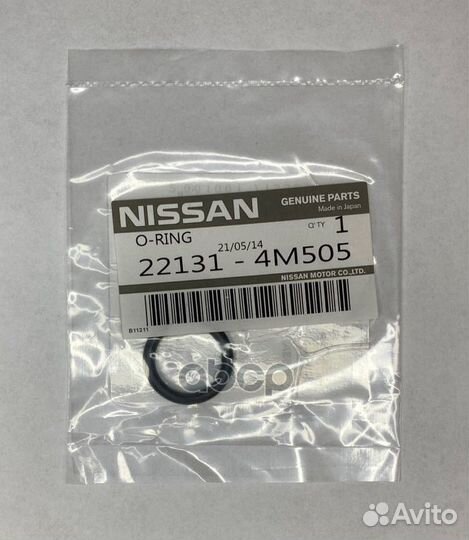 NISSAN
GENUINE PARTS
Made in Japan
O-RING
Q'TY 1
21/05/14
22131 - 4M505
NISSAN MOTOR CO.,LTD.
B11211
abcp
Avito